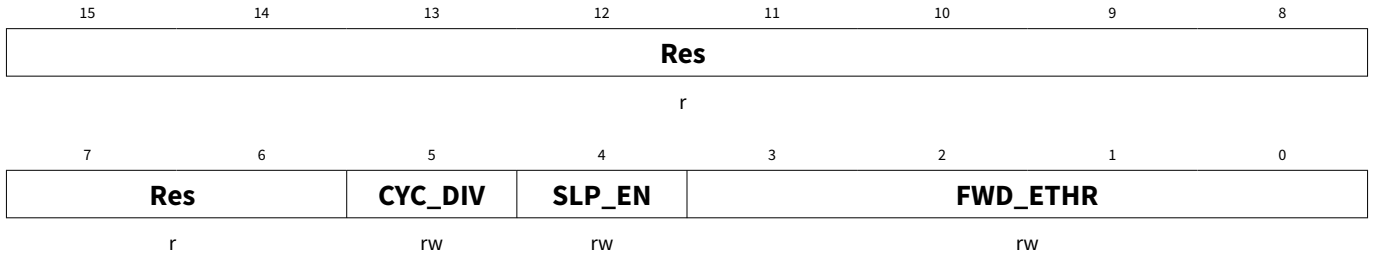 15 14 13 12 11 10 9 8
Res
r
7 6 5 4 3 2 1 0
Res CYC_DIV SLP_EN FWD_ETHR
r rw rw rw